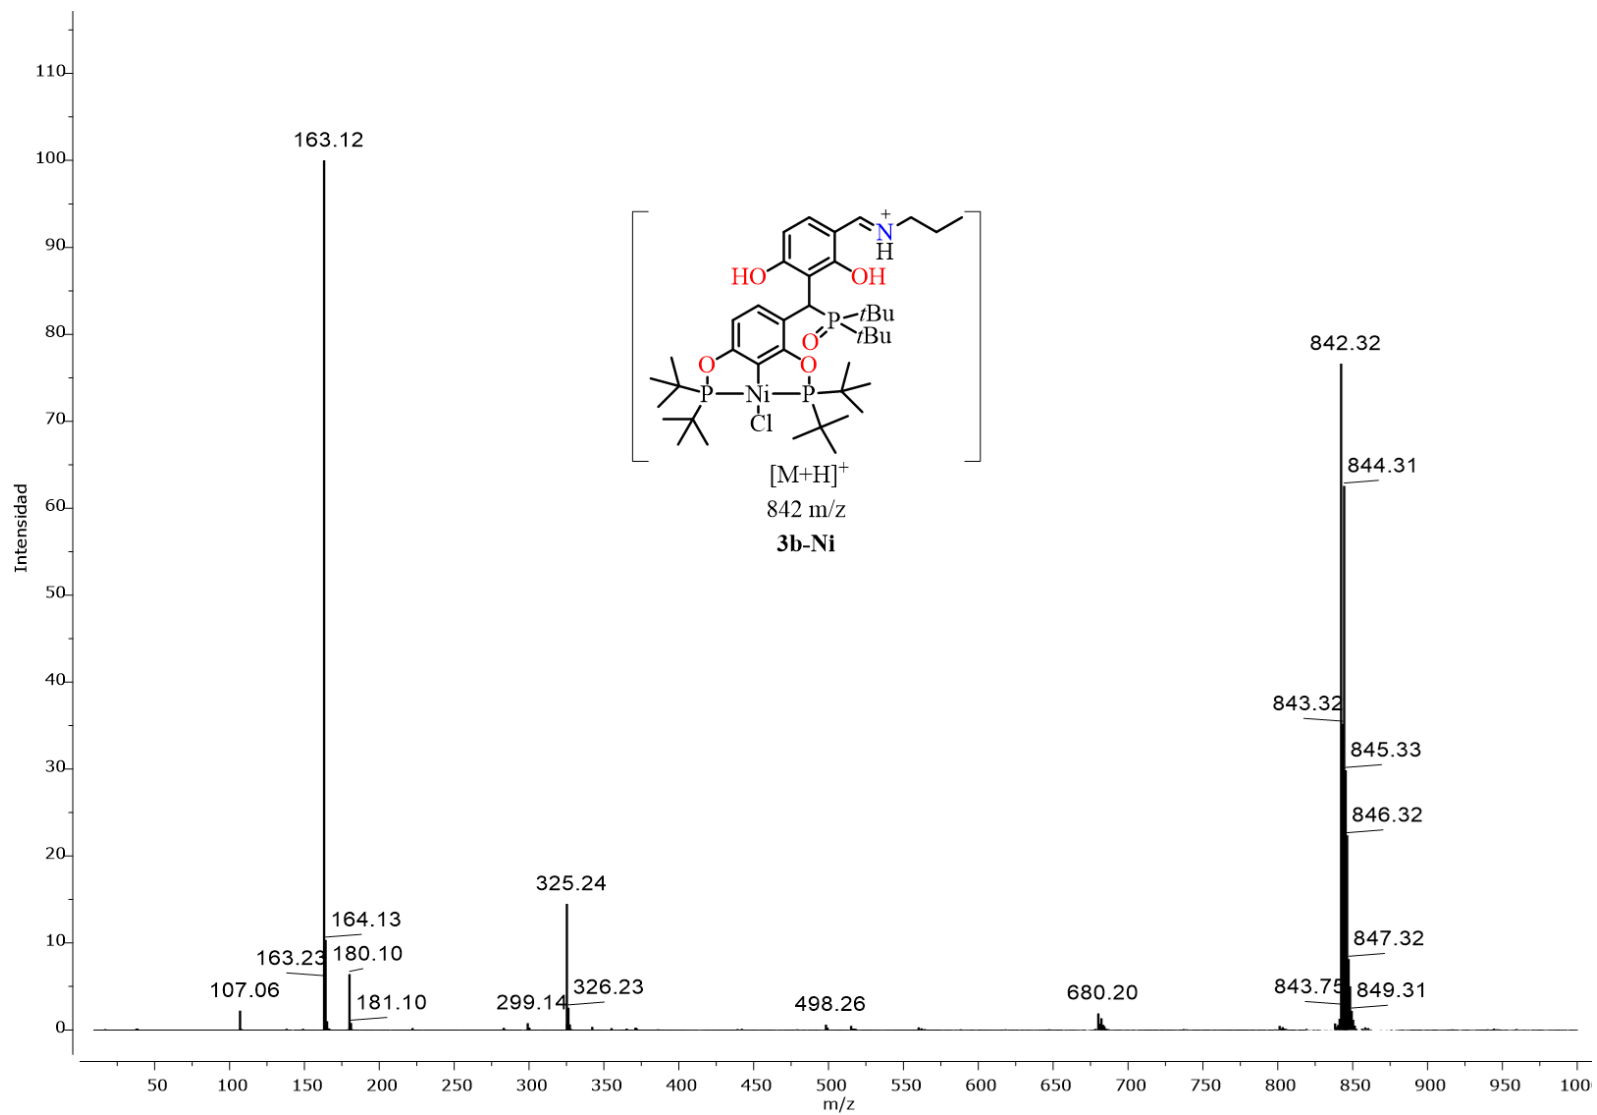 110
100
90
80
70
60
50
40
30
20
10
0
Intensidad
163.12
164.13
163.23
180.10
181.10
107.06
325.24
326.23
299.14
498.26
680.20
842.32
844.31
843.32
845.33
846.32
847.32
843.75
849.31
+
N
H
HO
OH
P
tBu
tBu
O
O
O
P
Ni
P
Cl
[M+H]+
842 m/z
3b-Ni
50 100 150 200 250 300 350 400 450 500 550 600 650 700 750 800 850 900 950 100
m/z